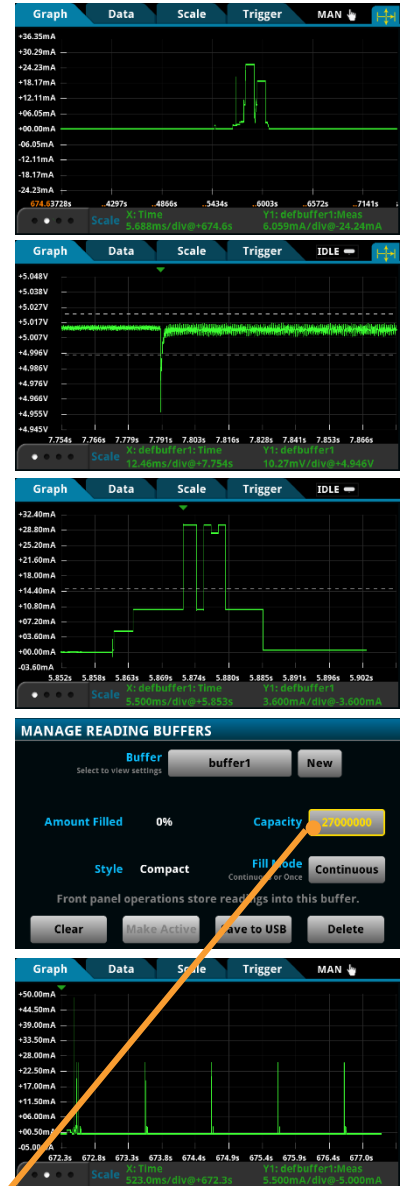 Graph Data Scale Trigger MAN
+36.35mA
+30.29mA
+24.23mA
+18.17mA
+12.11mA
+06.05mA
+00.00mA
-06.05mA
-12.11mA
-18.17mA
-24.23mA
674.63728s ..4297s ..4866s ..5434s ..6003s ..6572s ..7141s
Scale X: Time Y1: defbuffer1:Meas
5.688ms/div@+674.6s 6.059mA/div@-24.24mA
Graph Data Scale Trigger IDLE
+5.048V
+5.038V
+5.027V
+5.017V
+5.007V
+4.996V
+4.986V
+4.976V
+4.966V
+4.955V
+4.945V
7.754s 7.766s 7.779s 7.791s 7.803s 7.816s 7.828s 7.841s 7.853s 7.866s
Scale X: defbuffer1: Time Y1: defbuffer1
12.46ms/div@+7.754s 10.27mV/div@+4.946V
Graph Data Scale Trigger IDLE
+32.40mA
+28.80mA
+25.20mA
+21.60mA
+18.00mA
+14.40mA
+10.80mA
+07.20mA
+03.60mA
+00.00mA
-03.60mA
5.852s 5.858s 5.863s 5.869s 5.874s 5.880s 5.885s 5.891s 5.896s 5.902s
Scale X: defbuffer1: Time Y1: defbuffer1
5.500ms/div@+5.853s 3.600mA/div@-3.600mA
MANAGE READING BUFFERS
Buffer buffer1 New
Select to view settings
Amount Filled 0% Capacity 27000000
Style Compact Fill Mode Continuous
Continuous or Once
Front panel operations store readings into this buffer.
Clear Make Active Save to USB Delete
Graph Data Scale Trigger MAN
+50.00mA
+44.50mA
+39.00mA
+33.50mA
+28.00mA
+22.50mA
+17.00mA
+11.50mA
+06.00mA
+00.50mA
-05.00mA
672.3s 672.8s 673.3s 673.8s 674.4s 674.9s 675.4s 675.9s 676.4s 677.0s
Scale X: Time Y1: defbuffer1:Meas
523.0ms/div@+672.3s 5.500mA/div@-5.000mA